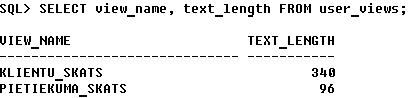 SQL> SELECT view_name, text_length FROM user_views;
VIEW_NAME                      TEXT_LENGTH
------------------------------ -----------
KLIENTU_SKATS                          340
PIETIEKUMA_SKATS                        96